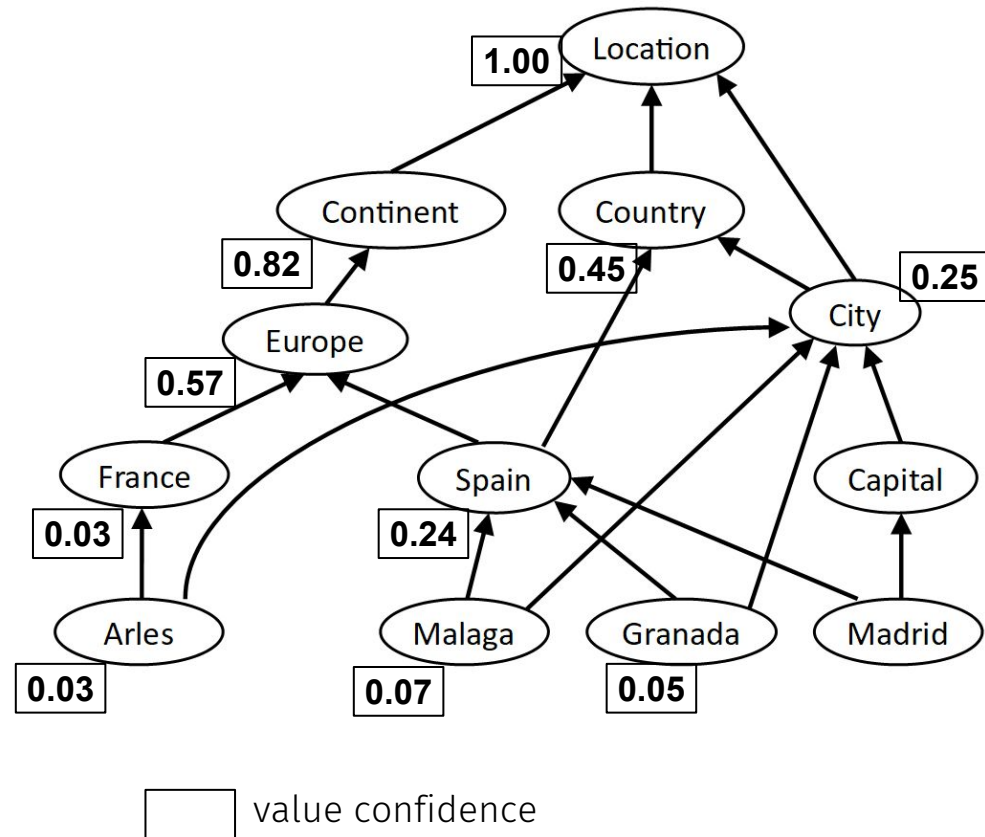 Location
1.00
Continent
Country
0.82
0.45
0.25
City
Europe
0.57
France
Spain
Capital
0.03
0.24
Arles
Malaga
Granada
Madrid
0.03
0.07
0.05
value confidence